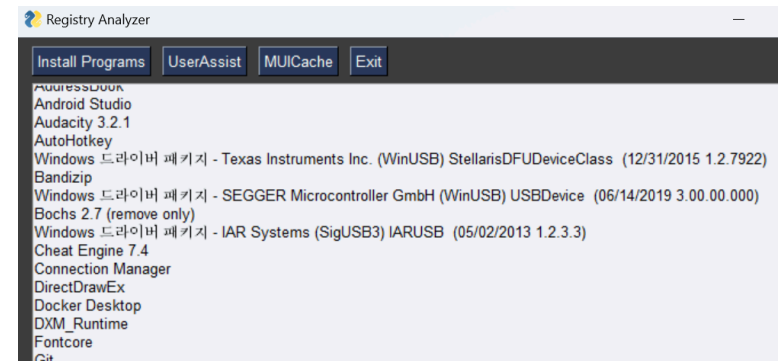 Registry Analyzer
Install Programs UserAssist MUICache Exit
AddressBook
Android Studio
Audacity 3.2.1
AutoHotkey
Windows 드라이버 패키지 - Texas Instruments Inc. (WinUSB) StellarisDFUDeviceClass  (12/31/2015 1.2.7922)
Bandizip
Windows 드라이버 패키지 - SEGGER Microcontroller GmbH (WinUSB) USBDevice  (06/14/2019 3.00.00.000)
Bochs 2.7 (remove only)
Windows 드라이버 패키지 - IAR Systems (SigUSB3) IARUSB  (05/02/2013 1.2.3.3)
Cheat Engine 7.4
Connection Manager
DirectDrawEx
Docker Desktop
DXM_Runtime
Fontcore
Git